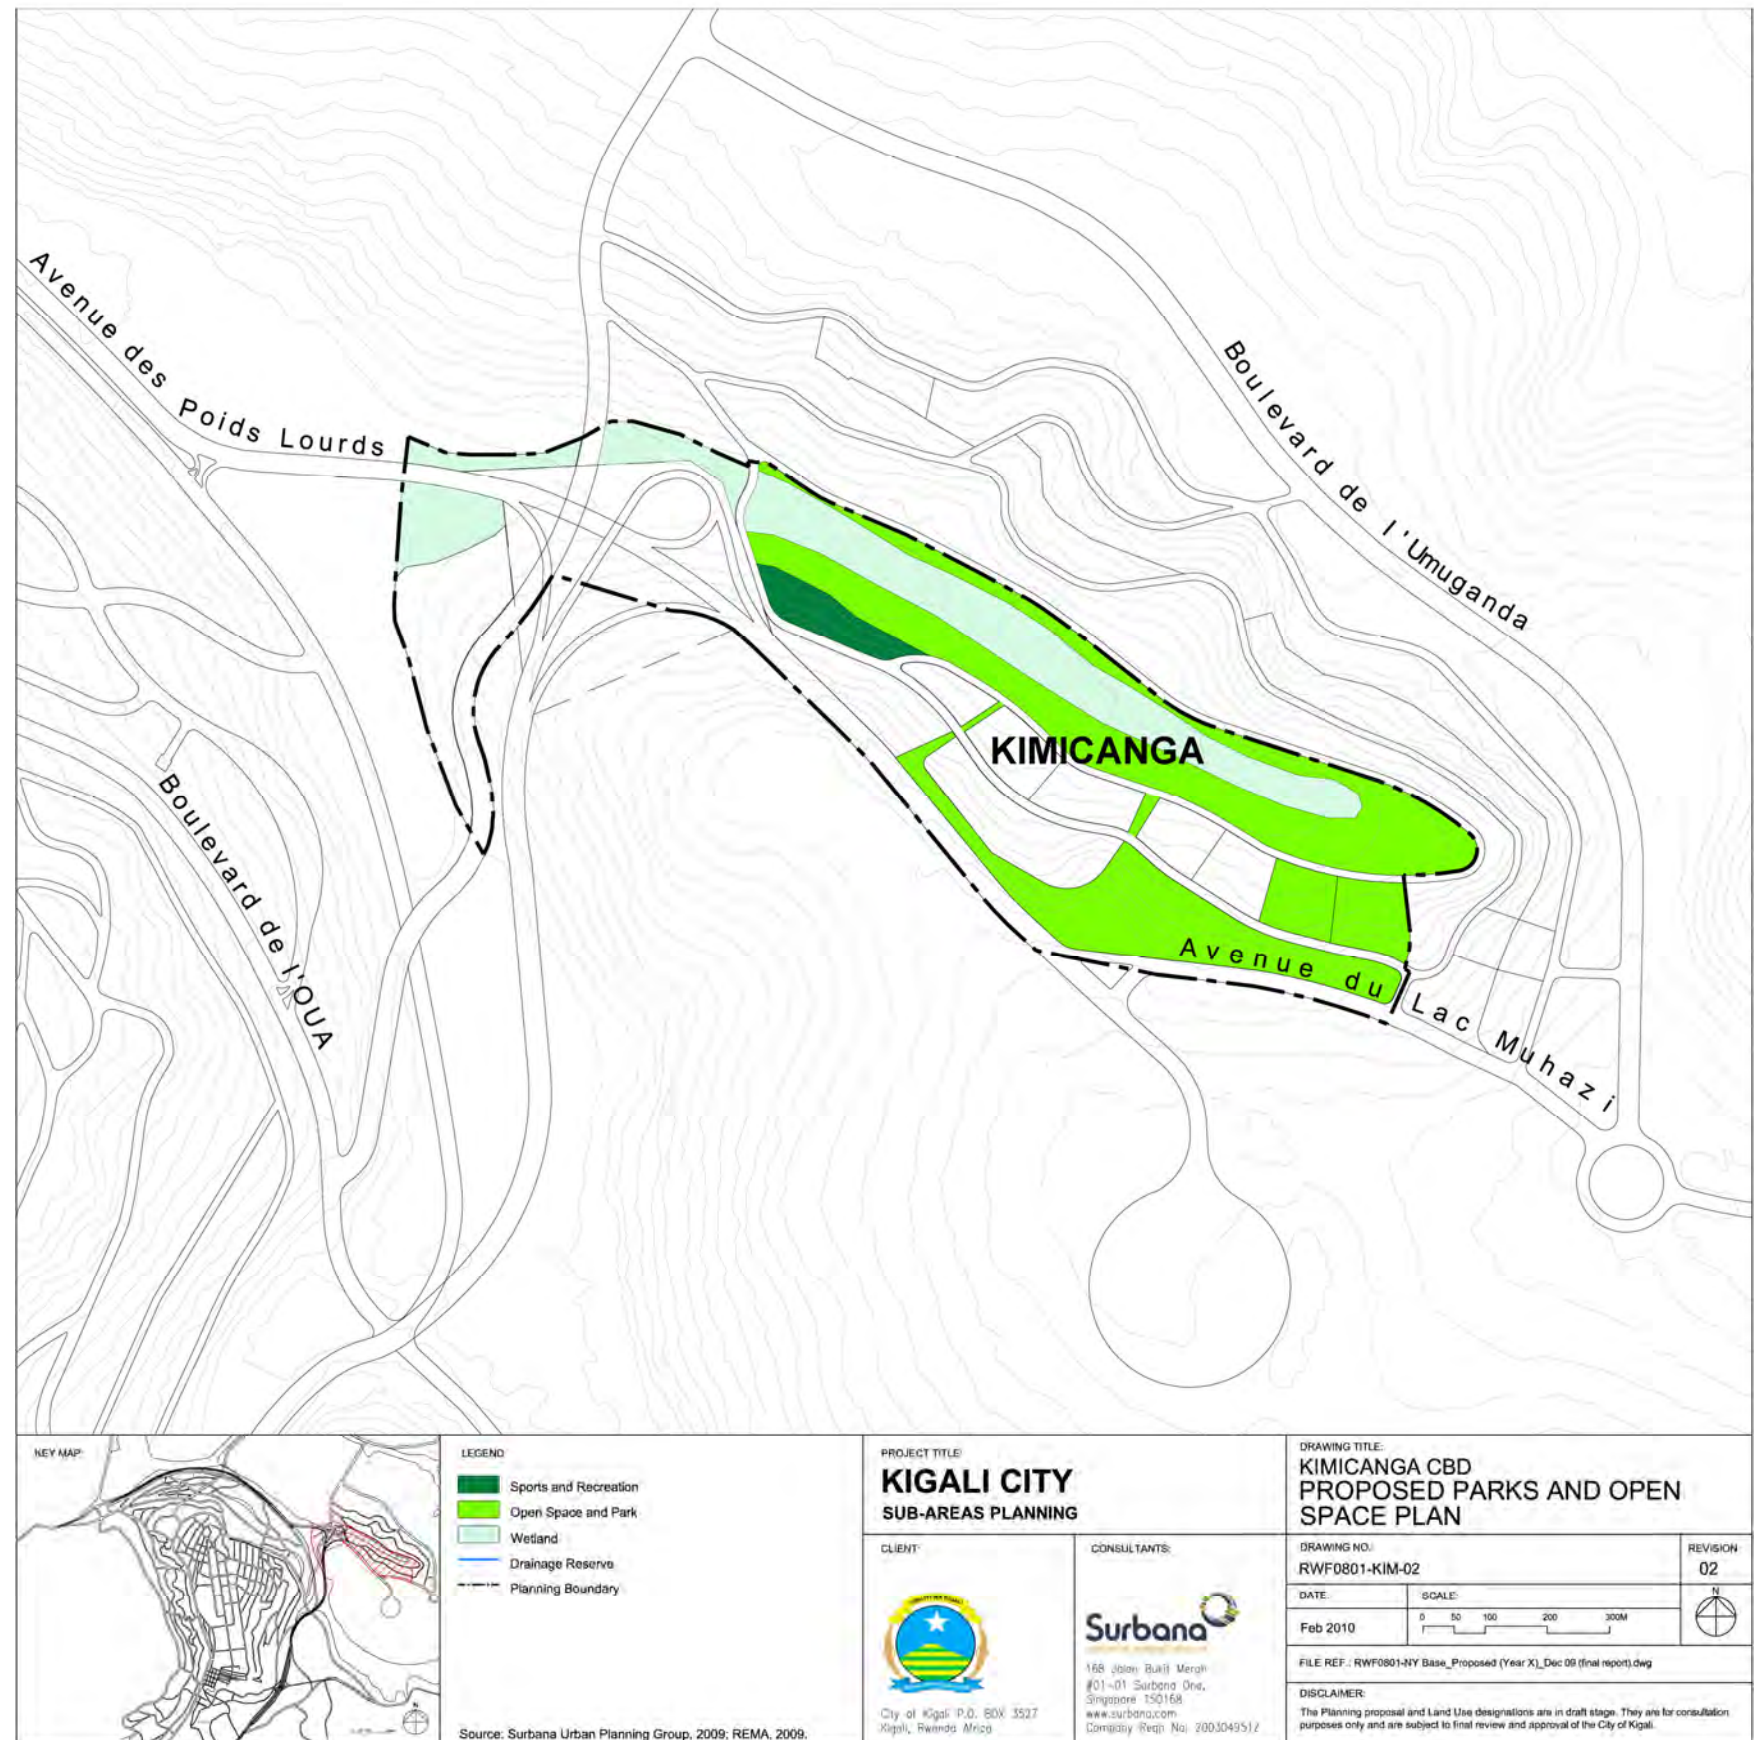 Avenue des
Poids Lourds
Boulevard de l'Umuganda
Boulevard de l'OUA
KIMICANGA
Avenue du
Lac Muhazi
KEY MAP:
N
LEGEND
Sports and Recreation
Open Space and Park
Wetland
Drainage Reserve
Planning Boundary
Source: Surbana Urban Planning Group, 2009; REMA, 2009.
PROJECT TITLE:
KIGALI CITY
SUB-AREAS PLANNING
CLIENT:
City of Kigali P.O. BOX 3527
Kigali, Rwanda Africa
CONSULTANTS:
Surbana
168 Jalan Bukit Merah
#01-01 Surbana One,
Singapore 150168
www.surbana.com
Company Regn No:
DRAWING TITLE:
KIMICANGA CBD
PROPOSED PARKS AND OPEN
SPACE PLAN
DRAWING NO.:
RWF0801-KIM-02
REVISION
02
DATE:
Feb 2010
SCALE:
0 50 100 200 300M
N
FILE REF.: RWF0801-NY Base_Proposed (Year X)_Dec 09 (final report).dwg
DISCLAIMER:
The Planning proposal and Land Use designations are in draft stage. They are for consultation
purposes only and are subject to final review and approval of the City of Kigali.